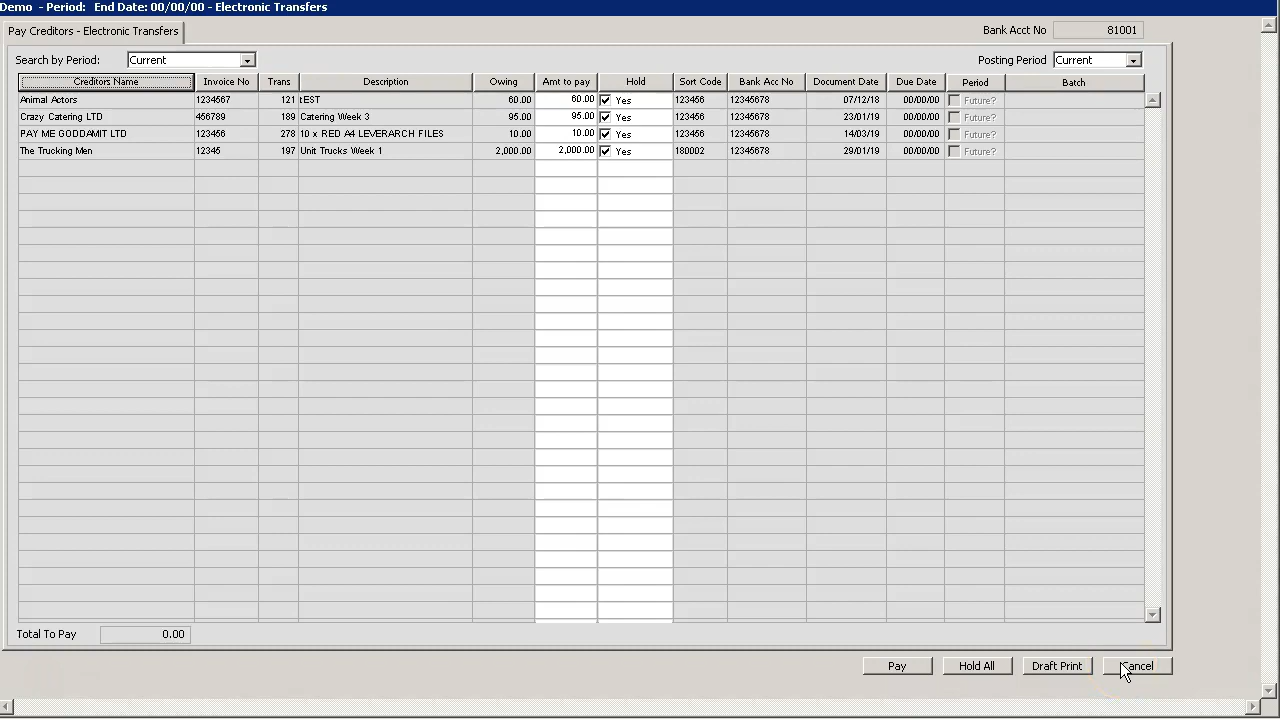 Demo - Period: End Date: 00/00/00 - Electronic Transfers
Pay Creditors - Electronic Transfers
Bank Acct No 81001
Search by Period: Current Posting Period Current
Creditors Name Invoice No Trans Description Owing Amt to pay Hold Sort Code Bank Acc No Document Date Due Date Period Batch
Animal Actors 1234567 121 tEST 60.00 60.00 Yes 123456 12345678 07/12/18 00/00/00 Future?
Crazy Catering LTD 456789 189 Catering Week 3 95.00 95.00 Yes 123456 12345678 23/01/19 00/00/00 Future?
PAY ME GODDAMIT LTD 123456 278 10 x RED A4 LEVERARCH FILES 10.00 10.00 Yes 123456 12345678 14/03/19 00/00/00 Future?
The Trucking Men 12345 197 Unit Trucks Week 1 2,000.00 2,000.00 Yes 180002 12345678 29/01/19 00/00/00 Future?
Total To Pay 0.00
Pay Hold All Draft Print Cancel